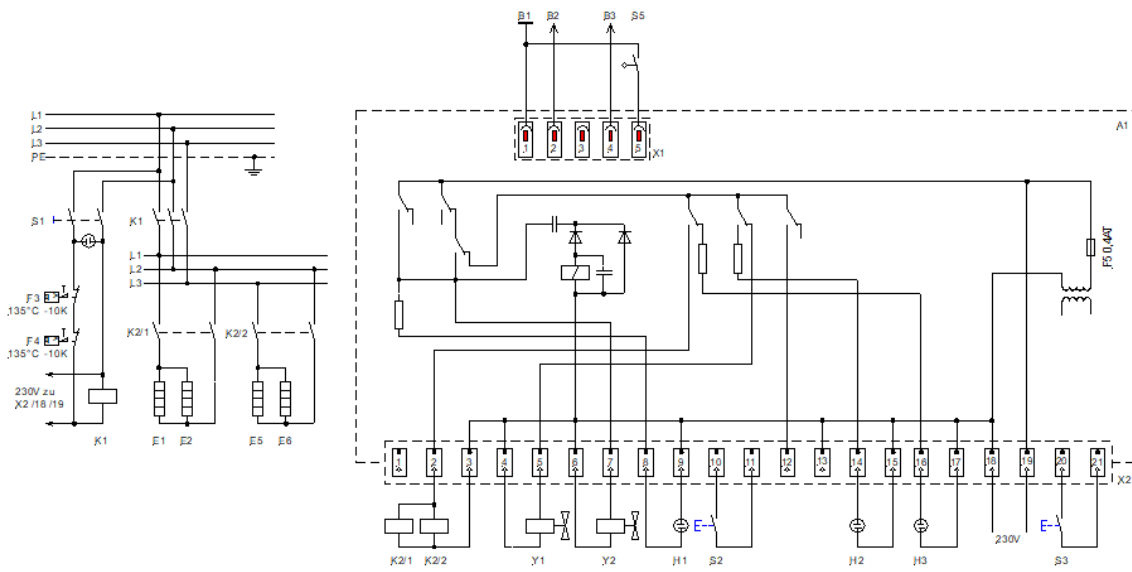 B1 B2 B3 S5
A1
1 2 3 4 5
X1
L1
L2
L3
PE
S1
K1
L1
L2
L3
F5 0,4AT
F3
135°C -10K
F4
135°C -10K
K2/1
K2/2
230V zu
X2 /18 /19
K1 E1 E2 E5 E6
1 2 3 4 5 6 7 8 9 10 11 12 13 14 15 16 17 18 19 20 21
X2
230V
K2/1 K2/2 Y1 Y2 H1 S2 H2 H3 S3